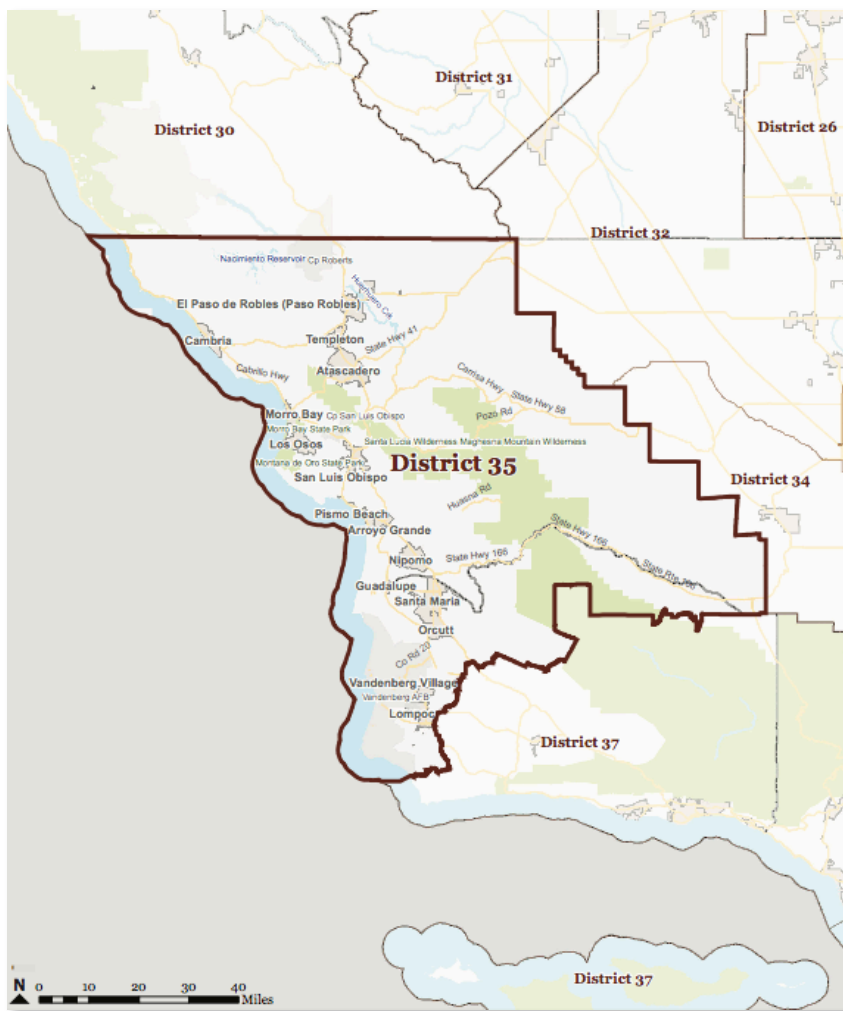 District 31
District 30
District 26
District 32
Nacimiento Reservoir
Cp Roberts
Huerhuero Crk
El Paso de Robles (Paso Robles)
Cambria
Templeton
State Hwy 41
Atascadero
Cabrillo Hwy
Carrisa Hwy
State Hwy 58
Pozo Rd
Morro Bay
Cp San Luis Obispo
Morro Bay State Park
Los Osos
Santa Lucia Wilderness
Maghesna Mountain Wilderness
Montana de Oro State Park
District 35
San Luis Obispo
District 34
Huasna Rd
Pismo Beach
Arroyo Grande
State Hwy 166
Nipomo
State Hwy 166
Guadalupe
Santa Maria
Orcutt
Co Rd 20
Vandenberg Village
Vandenberg AFB
Lompoc
District 37
District 37
N
0 10 20 30 40
Miles